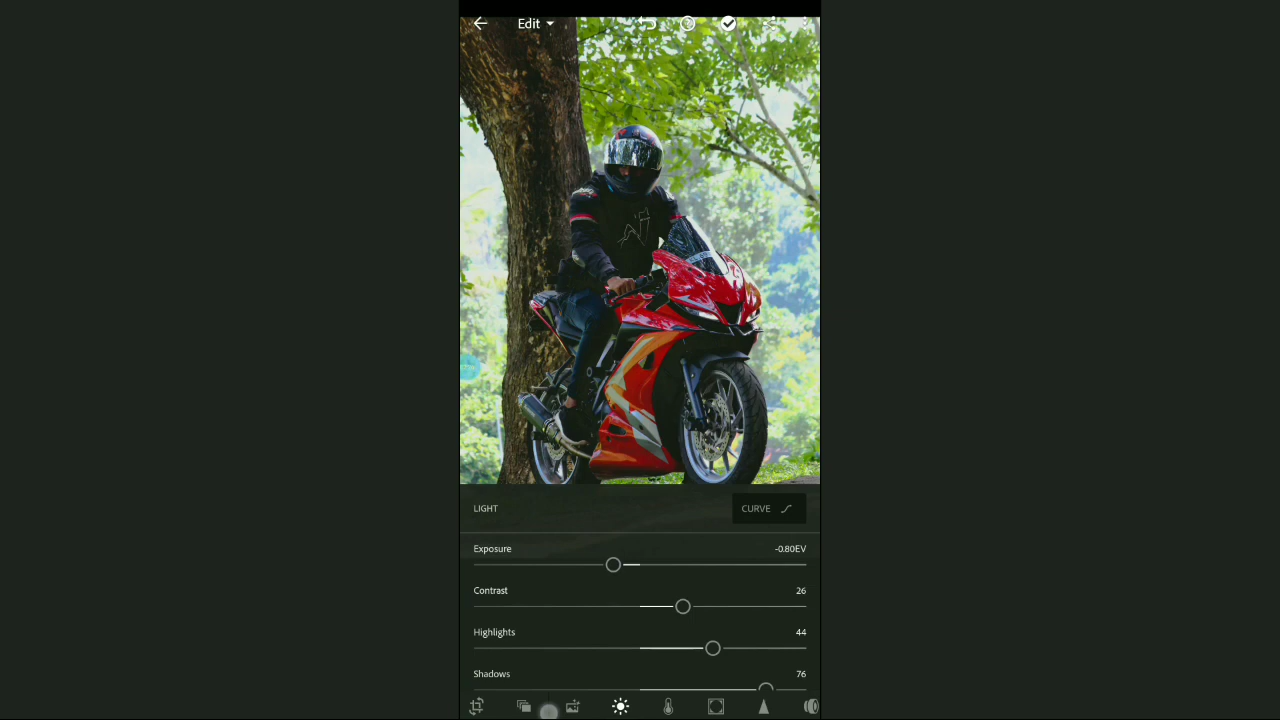 Edit
LIGHT
CURVE
Exposure -0.80EV
Contrast 26
Highlights 44
Shadows 76